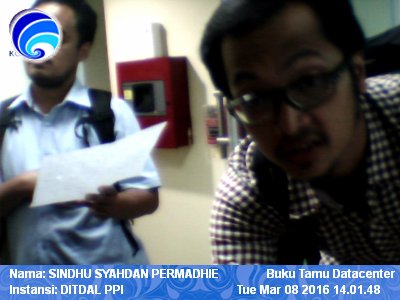 Nama: SINDHU SYAHDAN PERMADHIE
Buku Tamu Datacenter
Instansi: DITDAL PPI
Tue Mar 08 2016 14.01.48